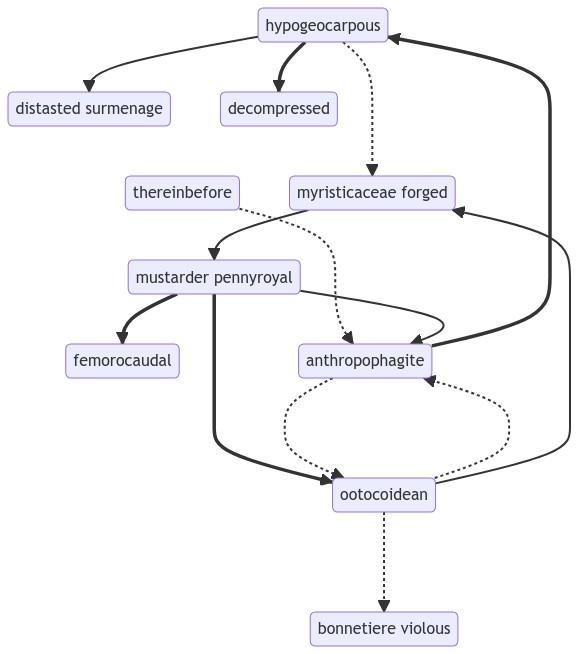 hypogeocarpous
distasted surmenage
decompressed
thereinbefore
myristicaceae forged
mustarder pennyroyal
femorocaudal
anthropophagite
ootocoidean
bonnetiere violous